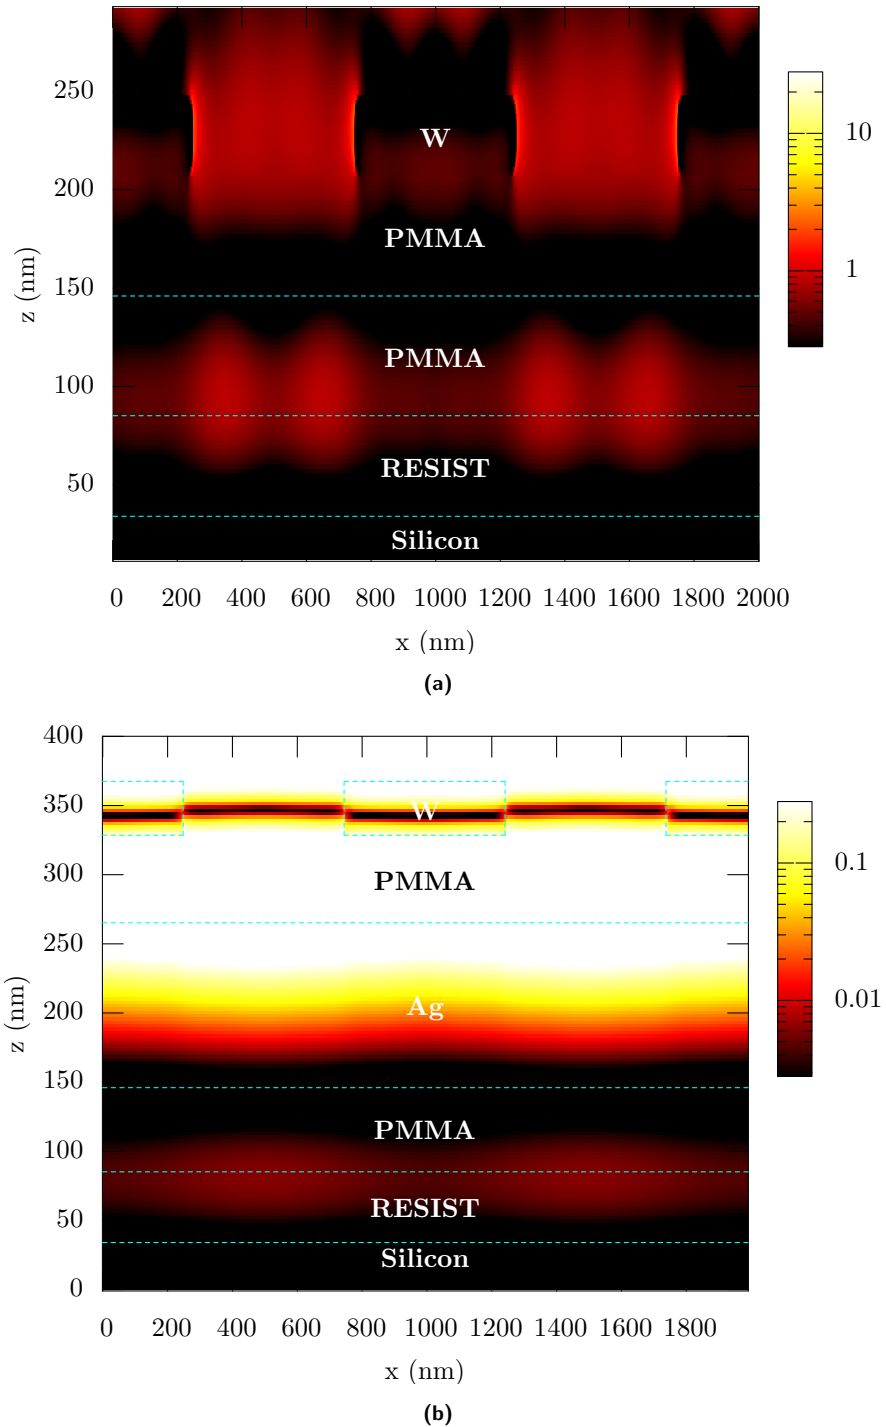 250
200
150
100
50
z (nm)
W
PMMA
PMMA
RESIST
Silicon
10
1
0 200 400 600 800 1000 1200 1400 1600 1800 2000
x (nm)
(a)
400
350
300
250
200
150
100
50
0
z (nm)
W
PMMA
Ag
PMMA
RESIST
Silicon
0.1
0.01
0 200 400 600 800 1000 1200 1400 1600 1800
x (nm)
(b)